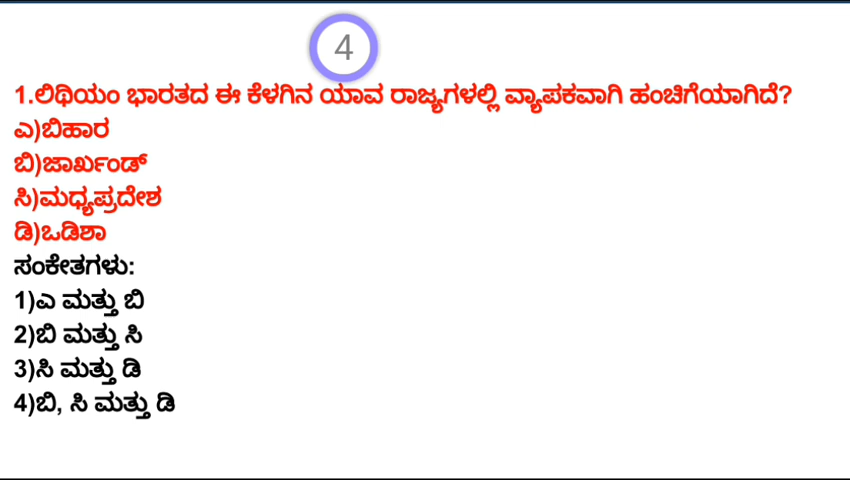 4
1.ಲಿಥಿಯಂ ಭಾರತದ ಈ ಕೆಳಗಿನ ಯಾವ ರಾಜ್ಯಗಳಲ್ಲಿ ವ್ಯಾಪಕವಾಗಿ ಹಂಚಿಗೆಯಾಗಿದೆ?
ಎ)ಬಿಹಾರ
ಬಿ)ಜಾರ್ಖಂಡ್
ಸಿ)ಮಧ್ಯಪ್ರದೇಶ
ಡಿ)ಒಡಿಶಾ
ಸಂಕೇತಗಳು:
1)ಎ ಮತ್ತು ಬಿ
2)ಬಿ ಮತ್ತು ಸಿ
3)ಸಿ ಮತ್ತು ಡಿ
4)ಬಿ, ಸಿ ಮತ್ತು ಡಿ